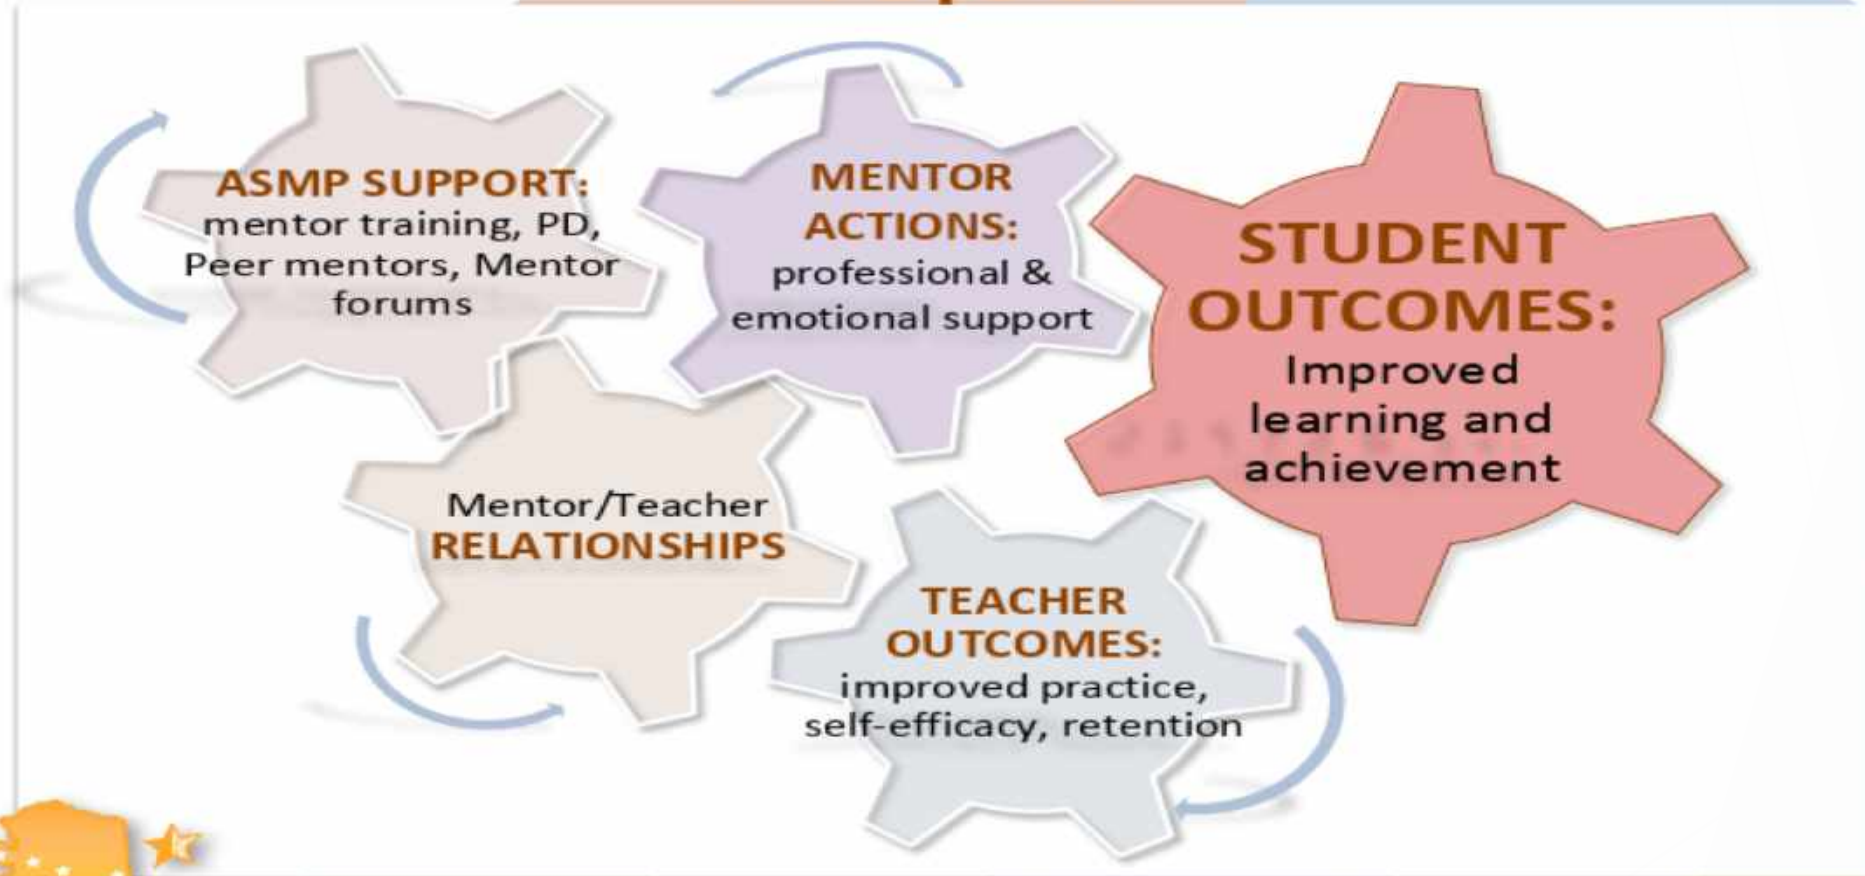 ASMP SUPPORT:
mentor training, PD,
Peer mentors, Mentor
forums
MENTOR
ACTIONS:
professional &
emotional support
STUDENT
OUTCOMES:
Improved
learning and
achievement
Mentor/Teacher
RELATIONSHIPS
TEACHER
OUTCOMES:
improved practice,
self-efficacy, retention